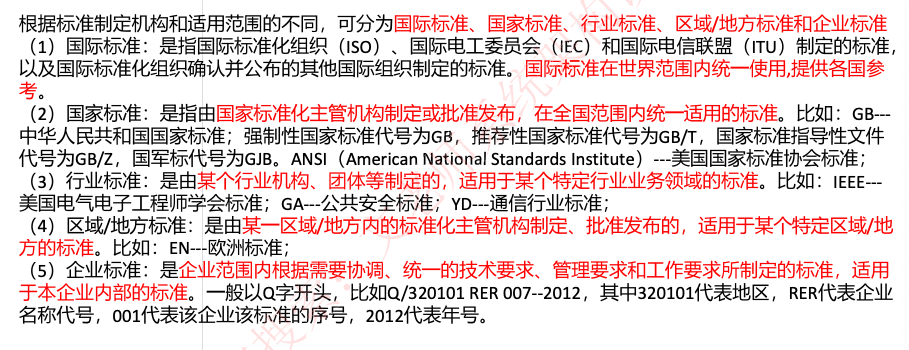 根据标准制定机构和适用范围的不同，可分为国际标准、国家标准、行业标准、区域/地方标准和企业标准
（1）国际标准：是指国际标准化组织（ISO）、国际电工委员会（IEC）和国际电信联盟（ITU）制定的标准，
以及国际标准化组织确认并公布的其他国际组织制定的标准。国际标准在世界范围内统一使用,提供各国参
考。
（2）国家标准：是指由国家标准化主管机构制定或批准发布，在全国范围内统一适用的标准。比如：GB---
中华人民共和国国家标准；强制性国家标准代号为GB，推荐性国家标准代号为GB/T，国家标准指导性文件
代号为GB/Z，国军标代号为GJB。ANSI（American National Standards Institute）---美国国家标准协会标准；
（3）行业标准：是由某个行业机构、团体等制定的，适用于某个特定行业业务领域的标准。比如：IEEE---
美国电气电子工程师学会标准；GA---公共安全标准；YD---通信行业标准；
（4）区域/地方标准：是由某一区域/地方内的标准化主管机构制定、批准发布的，适用于某个特定区域/地
方的标准。比如：EN---欧洲标准；
（5）企业标准：是企业范围内根据需要协调、统一的技术要求、管理要求和工作要求所制定的标准，适用
于本企业内部的标准。一般以Q字开头，比如Q/320101 RER 007--2012，其中320101代表地区，RER代表企业
名称代号，001代表该企业该标准的序号，2012代表年号。